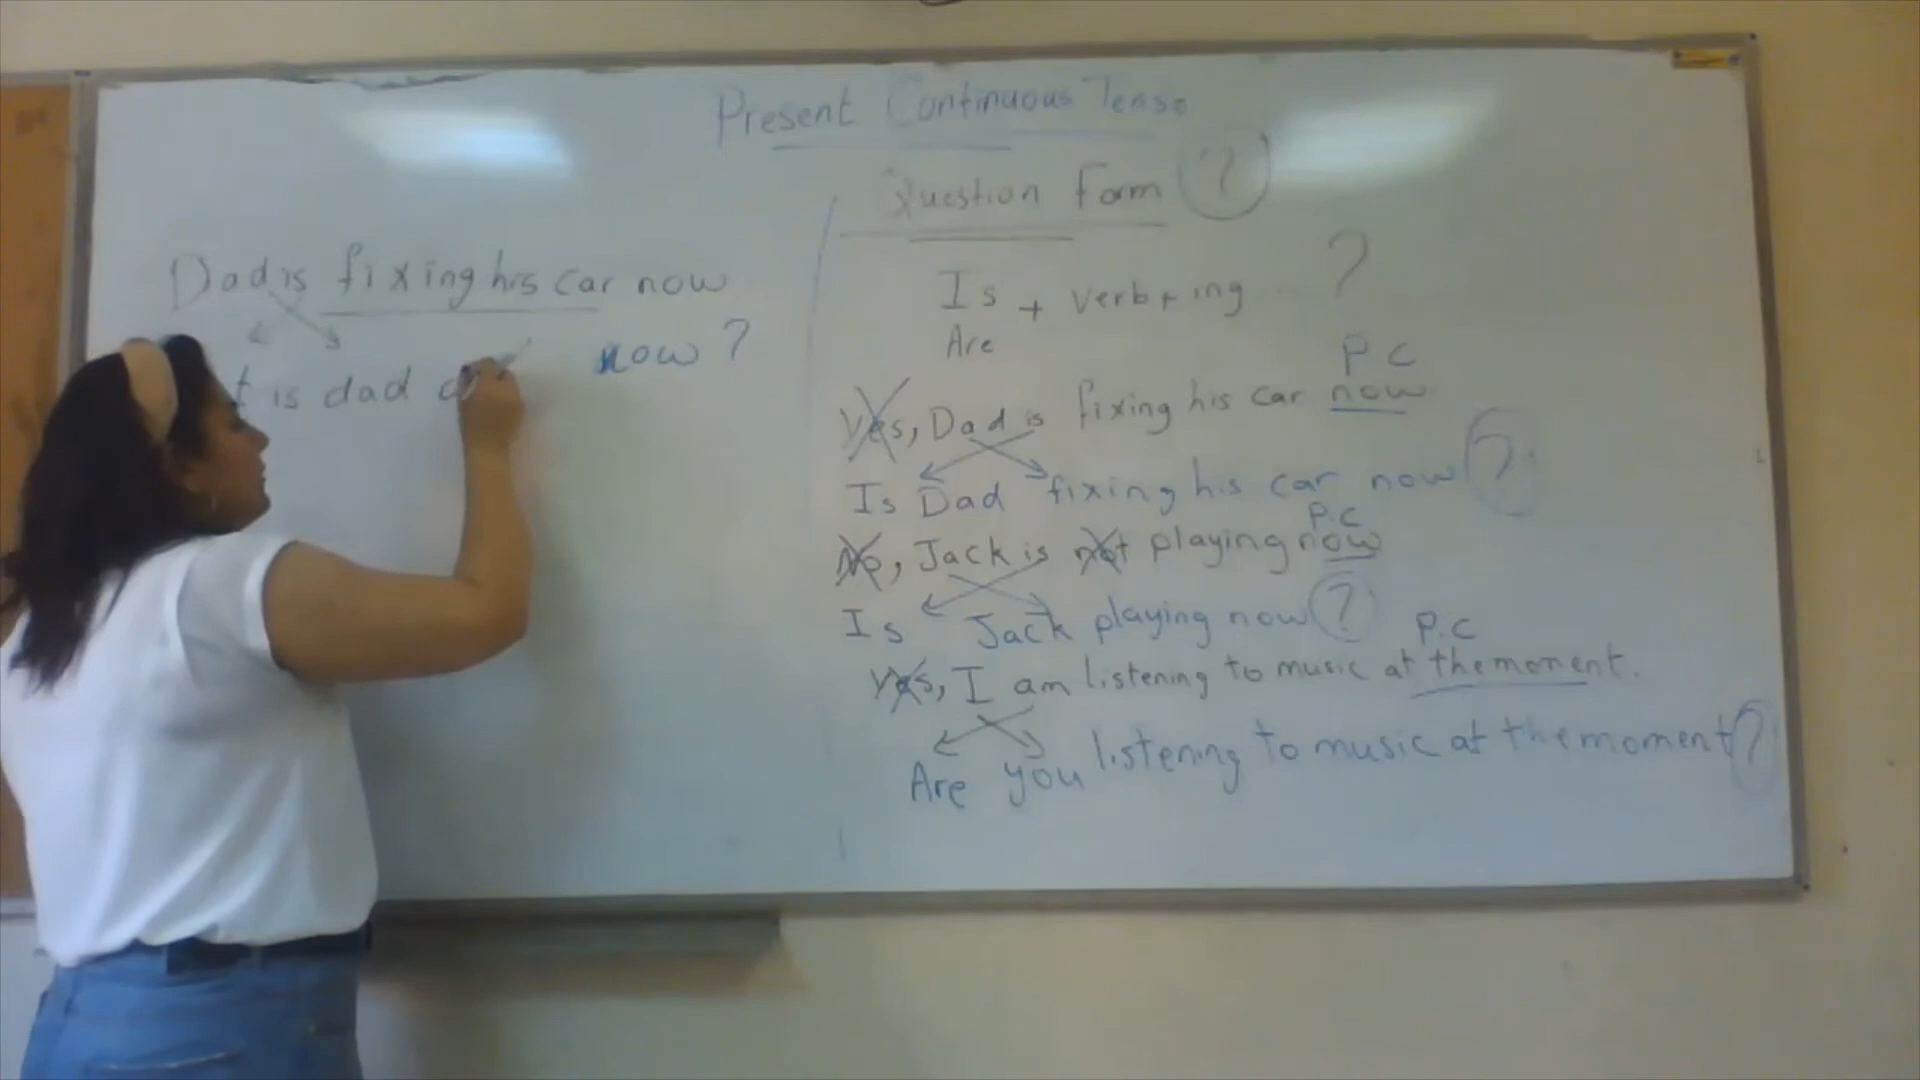 Present Continuous Tense
Question Form ?
Dad is fixing his car now
now ?
is dad
Is
Are
+ verb + ing ?
P C
Yes, Dad is fixing his car now
Is Dad fixing his car now ?
P.C
No, Jack is not playing now
Is Jack playing now ?
P.C
Yes, I am listening to music at the moment.
Are you listening to music at the moment ?